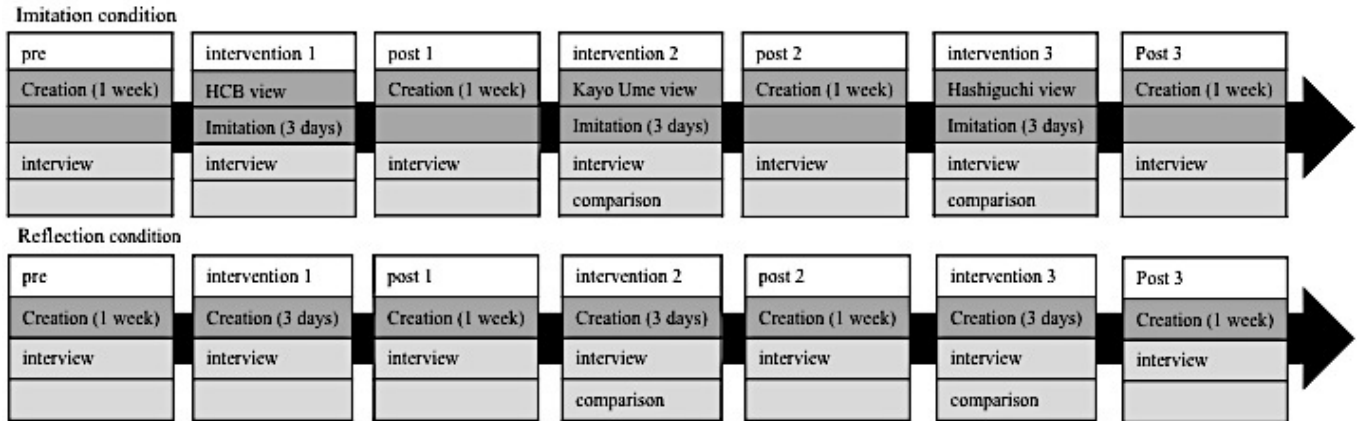 Imitation condition
pre
Creation (1 week)
interview
intervention 1
HCB view
Imitation (3 days)
interview
post 1
Creation (1 week)
interview
intervention 2
Kayo Ume view
Imitation (3 days)
interview
comparison
post 2
Creation (1 week)
interview
intervention 3
Hashiguchi view
Imitation (3 days)
interview
comparison
Post 3
Creation (1 week)
interview
Reflection condition
pre
Creation (1 week)
interview
intervention 1
Creation (3 days)
interview
post 1
Creation (1 week)
interview
intervention 2
Creation (3 days)
interview
comparison
post 2
Creation (1 week)
interview
intervention 3
Creation (3 days)
interview
comparison
Post 3
Creation (1 week)
interview